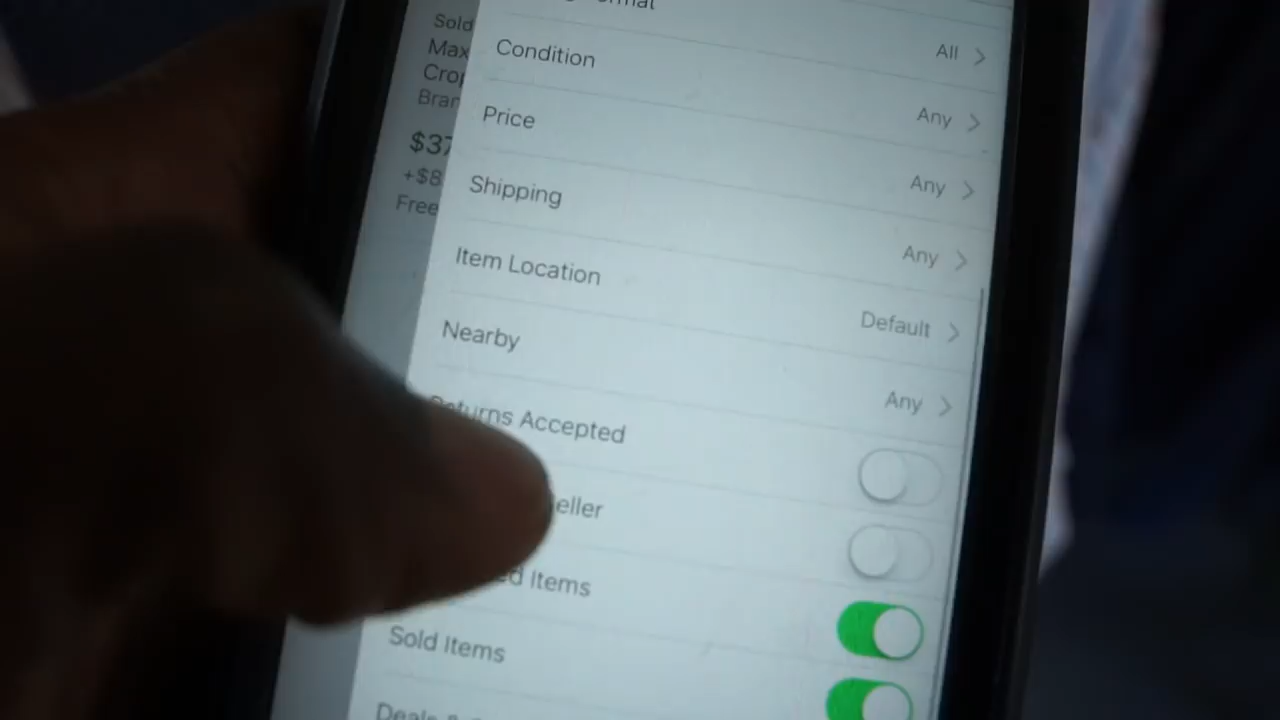 Sold
Condition
All
Price
Any
Shipping
Any
Item Location
Any
Nearby
Default
Returns Accepted
Any
eller
Items
Sold Items
$37
+$8
Free